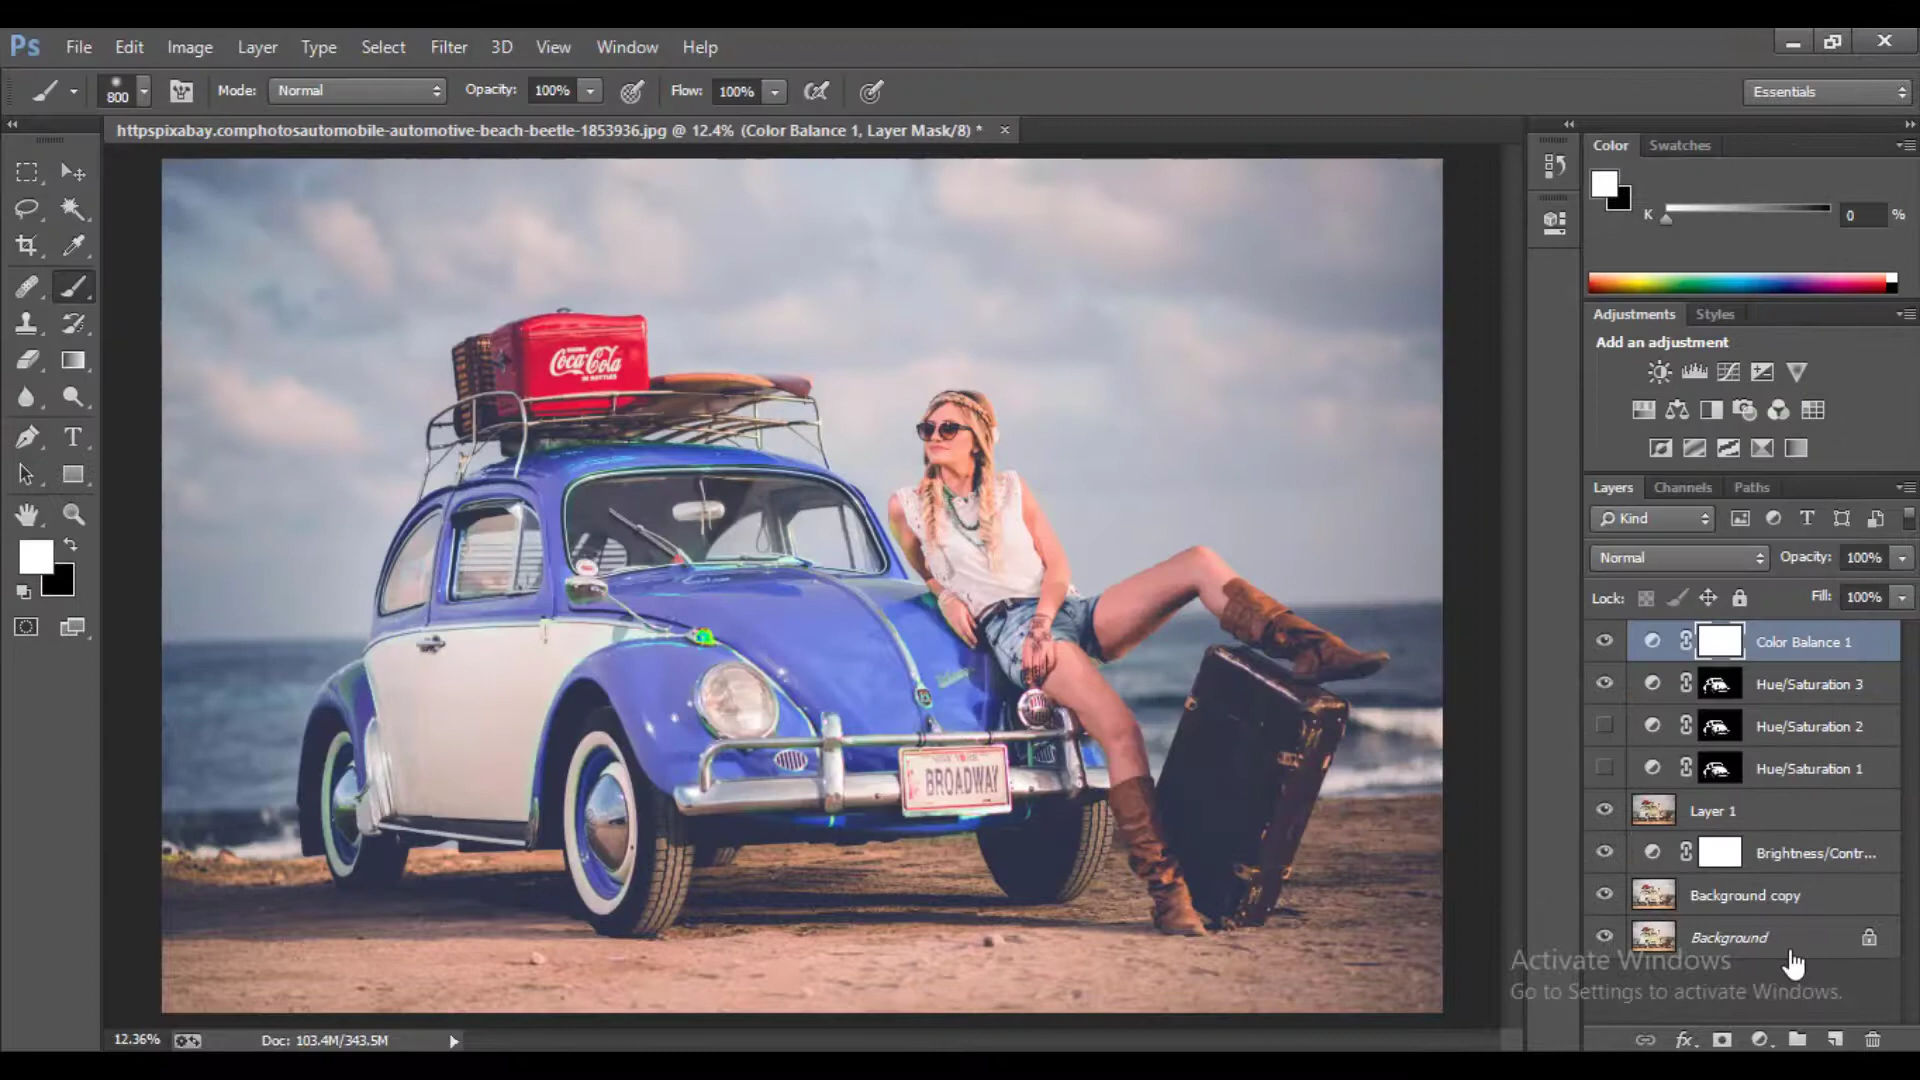 Ps File Edit Image Layer Type Select Filter 3D View Window Help
800 Mode: Normal Opacity: 100% Flow: 100% Essentials
httpspixabay.comphotosautomobile-automotive-beach-beetle-1853936.jpg @ 12.4% (Color Balance 1, Layer Mask/8) *
Color Swatches
K 0 %
Adjustments Styles
Add an adjustment
DRINK
Coca-Cola
IN BOTTLES
Layers Channels Paths
Kind
Normal Opacity: 100%
Lock: Fill: 100%
Color Balance 1
Hue/Saturation 3
Hue/Saturation 2
Hue/Saturation 1
Layer 1
BROADWAY
Brightness/Contr...
Background copy
Background
Activate Windows
Go to Settings to activate Windows.
12.36% Doc: 103.4M/343.5M
fx